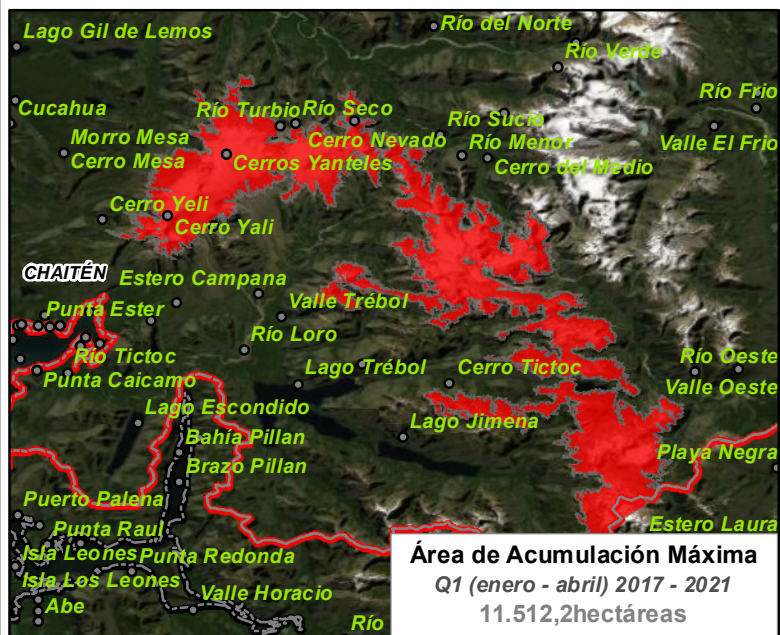 Río del Norte
Lago Gil de Lemos
Río Verde
Río Frio
Cucahua
Río Turbio
Río Seco
Río Sucio
Morro Mesa
Cerro Nevado
Río Menor
Valle El Frio
Cerro Mesa
Cerros Yanteles
Cerro del Medio
Cerro Yeli
Cerro Yali
CHAITÉN
Estero Campana
Punta Ester
Valle Trébol
Río Loro
Río Tictoc
Río Oeste
Lago Trébol
Cerro Tictoc
Punta Caicamo
Valle Oeste
Lago Escondido
Lago Jimena
Bahía Pillan
Playa Negra
Brazo Pillan
Puerto Palena
Estero Laura
Punta Raul
Isla Leones
Punta Redonda
Isla Los Leones
Valle Horacio
Abe
Río
Área de Acumulación Máxima
Q1 (enero - abril) 2017 - 2021
11.512,2hectáreas